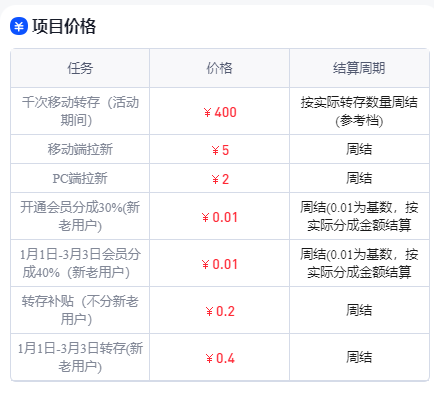 ¥ 项目价格
任务 价格 结算周期
千次移动转存（活动
期间） ¥400 按实际转存数量周结
(参考档)
移动端拉新 ¥5 周结
PC端拉新 ¥2 周结
开通会员分成30%(新
老用户) ¥0.01 周结(0.01为基数，按
实际分成金额结算
1月1日-3月3日会员分
成40%（新老用户） ¥0.01 周结(0.01为基数，按
实际分成金额结算
转存补贴（不分新老
用户） ¥0.2 周结
1月1日-3月3日转存(新
老用户) ¥0.4 周结